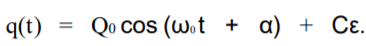 q(t) = Q₀ cos (ω₀t + α) + Cε.